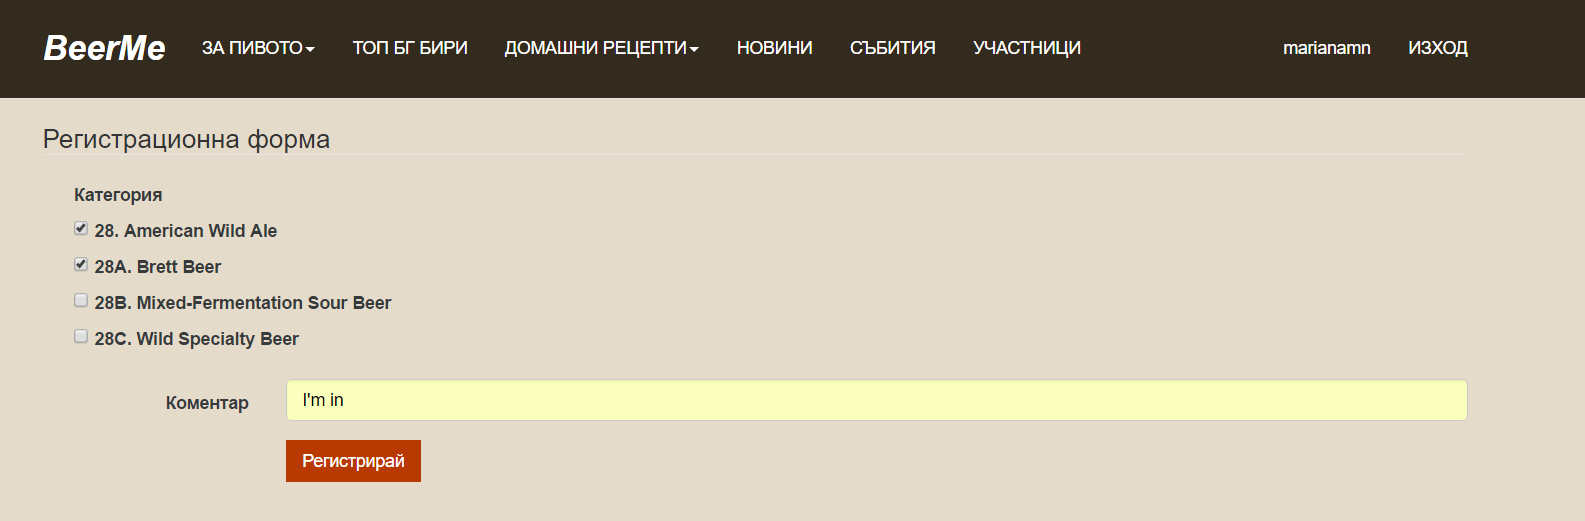 BeerMe ЗА ПИВОТО ТОП БГ БИРИ ДОМАШНИ РЕЦЕПТИ НОВИНИ СЪБИТИЯ УЧАСТНИЦИ marianamn ИЗХОД
Регистрационна форма
Категория
28. American Wild Ale
28A. Brett Beer
28B. Mixed-Fermentation Sour Beer
28C. Wild Specialty Beer
Коментар I'm in
Регистрирай